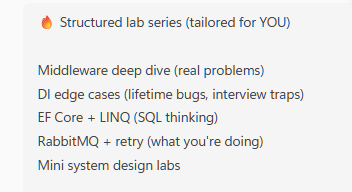 🔥 Structured lab series (tailored for YOU)
Middleware deep dive (real problems)
DI edge cases (lifetime bugs, interview traps)
EF Core + LINQ (SQL thinking)
RabbitMQ + retry (what you're doing)
Mini system design labs